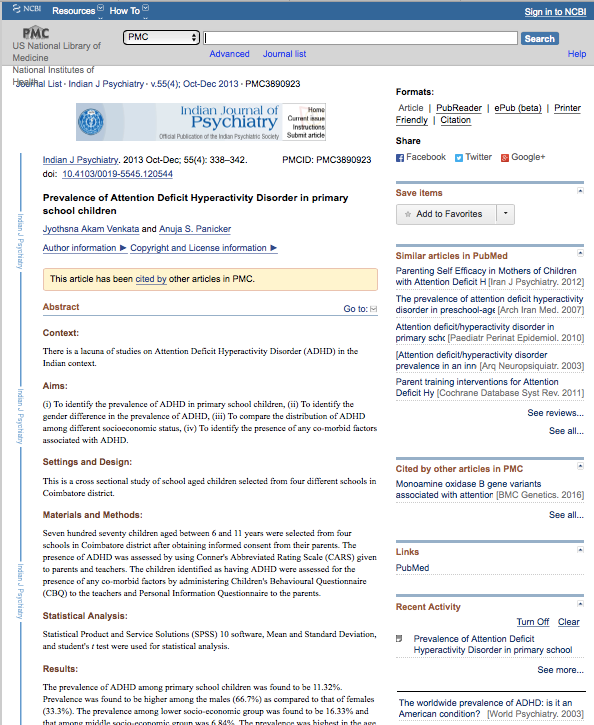 NCBI Resources How To Sign in to NCBI
PMC
US National Library of
Medicine
National Institutes of
Health
PMC Search
Advanced Journal list Help
Journal List · Indian J Psychiatry · v.55(4); Oct-Dec 2013 · PMC3890923
Indian Journal of
Psychiatry
Official Publication of the Indian Psychiatric Society
Home
Current issue
Instructions
Submit article
Indian J Psychiatry
Indian J Psychiatry
Indian J Psychiatry
Indian J Psychiatry. 2013 Oct-Dec; 55(4): 338–342. PMCID: PMC3890923
doi: 10.4103/0019-5545.120544
Prevalence of Attention Deficit Hyperactivity Disorder in primary
school children
Jyothsna Akam Venkata and Anuja S. Panicker
Author information ▶ Copyright and License information ▶
This article has been cited by other articles in PMC.
Abstract Go to:
Context:
There is a lacuna of studies on Attention Deficit Hyperactivity Disorder (ADHD) in the
Indian context.
Aims:
(i) To identify the prevalence of ADHD in primary school children, (ii) To identify the
gender difference in the prevalence of ADHD, (iii) To compare the distribution of ADHD
among different socioeconomic status, (iv) To identify the presence of any co-morbid factors
associated with ADHD.
Settings and Design:
This is a cross sectional study of school aged children selected from four different schools in
Coimbatore district.
Materials and Methods:
Seven hundred seventy children aged between 6 and 11 years were selected from four
schools in Coimbatore district after obtaining informed consent from their parents. The
presence of ADHD was assessed by using Conner's Abbreviated Rating Scale (CARS) given
to parents and teachers. The children identified as having ADHD were assessed for the
presence of any co-morbid factors by administering Children's Behavioural Questionnaire
(CBQ) to the teachers and Personal Information Questionnaire to the parents.
Statistical Analysis:
Statistical Product and Service Solutions (SPSS) 10 software, Mean and Standard Deviation,
and student's t test were used for statistical analysis.
Results:
The prevalence of ADHD among primary school children was found to be 11.32%.
Prevalence was found to be higher among the males (66.7%) as compared to that of females
(33.3%). The prevalence among lower socio-economic group was found to be 16.33% and
that among middle socio-economic group was 6.84%. The prevalence was highest in the age
Formats:
Article | PubReader | ePub (beta) | Printer
Friendly | Citation
Share
Facebook Twitter Google+
Save items
Add to Favorites
Similar articles in PubMed
Parenting Self Efficacy in Mothers of Children
with Attention Deficit H [Iran J Psychiatry. 2012]
The prevalence of attention deficit hyperactivity
disorder in preschool-age [Arch Iran Med. 2007]
Attention deficit/hyperactivity disorder in
primary sch [Paediatr Perinat Epidemiol. 2010]
[Attention deficit/hyperactivity disorder
prevalence in an inn [Arq Neuropsiquiatr. 2003]
Parent training interventions for Attention
Deficit Hy [Cochrane Database Syst Rev. 2011]
See reviews...
See all...
Cited by other articles in PMC
Monoamine oxidase B gene variants
associated with attention [BMC Genetics. 2016]
See all...
Links
PubMed
Recent Activity
Turn Off Clear
Prevalence of Attention Deficit
Hyperactivity Disorder in primary school
See more...
The worldwide prevalence of ADHD: is it an
American condition? [World Psychiatry. 2003]